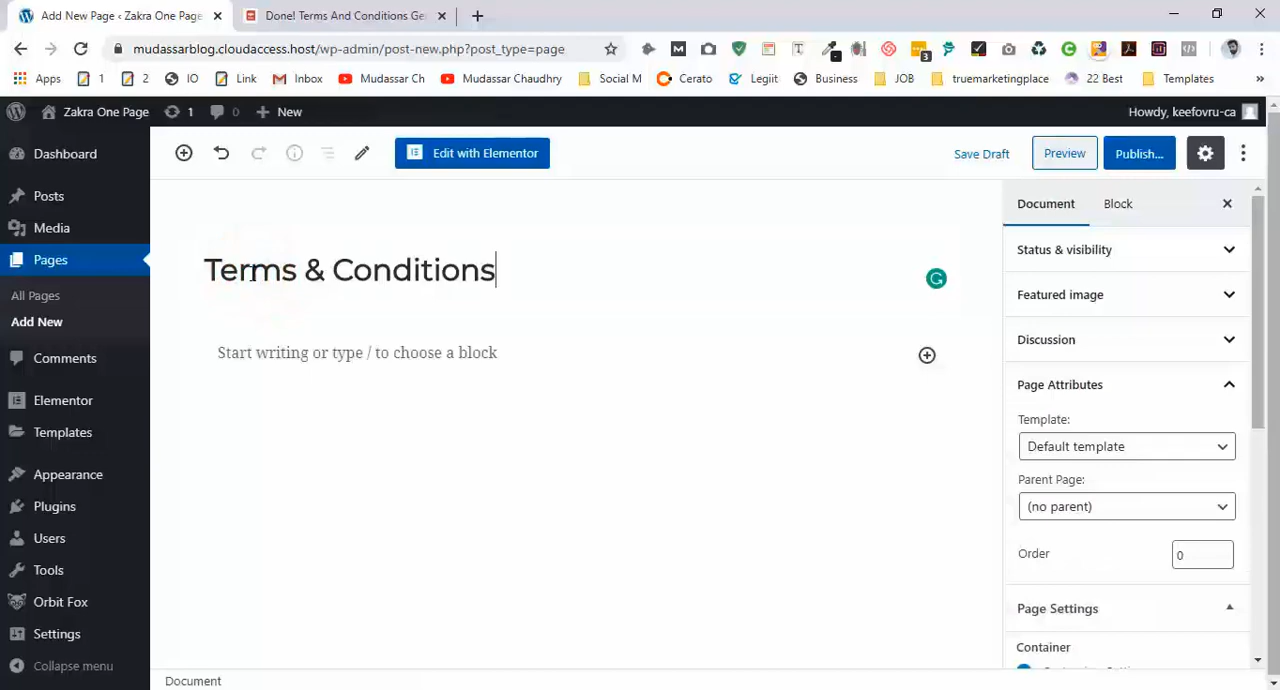 Add New Page ‹ Zakra One Page
Done! Terms And Conditions Ge
mudassarblog.cloudaccess.host/wp-admin/post-new.php?post_type=page
3
Apps
1
2
IO
Link
Inbox
Mudassar Ch
Mudassar Chaudhry
Social M
Cerato
Legiit
Business
JOB
truemarketingplace
22 Best
Templates
»
Zakra One Page
1
0
New
Howdy, keefovru-ca
Dashboard
Posts
Media
Pages
All Pages
Add New
Comments
Elementor
Templates
Appearance
Plugins
Users
Tools
Orbit Fox
Settings
Collapse menu
Edit with Elementor
Save Draft
Preview
Publish...
Terms & Conditions
Start writing or type / to choose a block
Document
Block
Status & visibility
Featured image
Discussion
Page Attributes
Template:
Default template
Parent Page:
(no parent)
Order
0
Page Settings
Container
Document